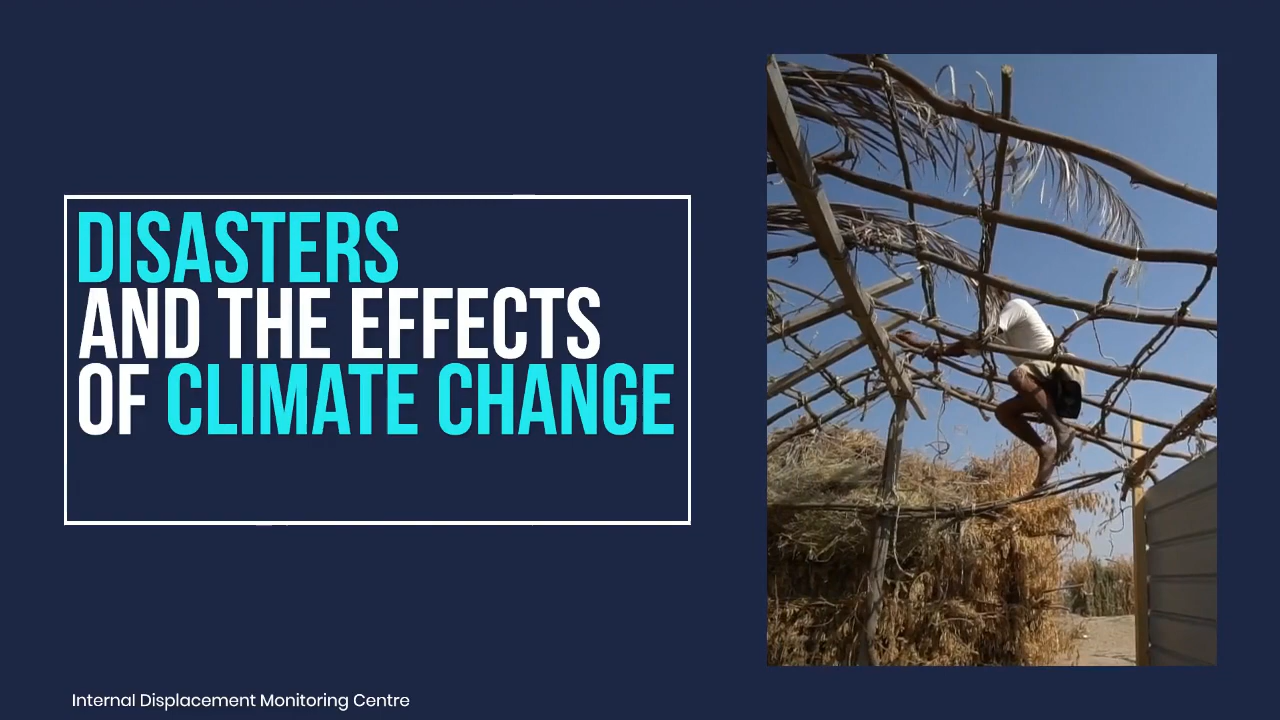 DISASTERS
AND THE EFFECTS
OF CLIMATE CHANGE
Internal Displacement Monitoring Centre